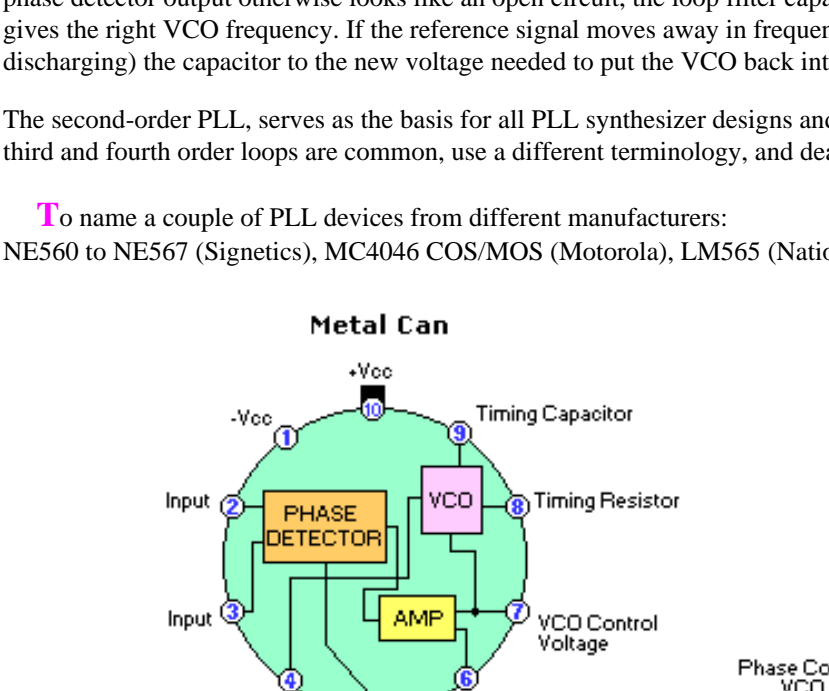 phase detector output otherwise looks like an open circuit, the loop filter capa
gives the right VCO frequency. If the reference signal moves away in frequen
discharging) the capacitor to the new voltage needed to put the VCO back int
The second-order PLL, serves as the basis for all PLL synthesizer designs and
third and fourth order loops are common, use a different terminology, and dea
To name a couple of PLL devices from different manufacturers:
NE560 to NE567 (Signetics), MC4046 COS/MOS (Motorola), LM565 (Natio
Metal Can
+Vcc
10
-Vcc
1
9
Timing Capacitor
Input
2
PHASE
DETECTOR
VCO
8
Timing Resistor
Input
3
AMP
7
VCO Control
Voltage
4
6
Phase Co
VCO